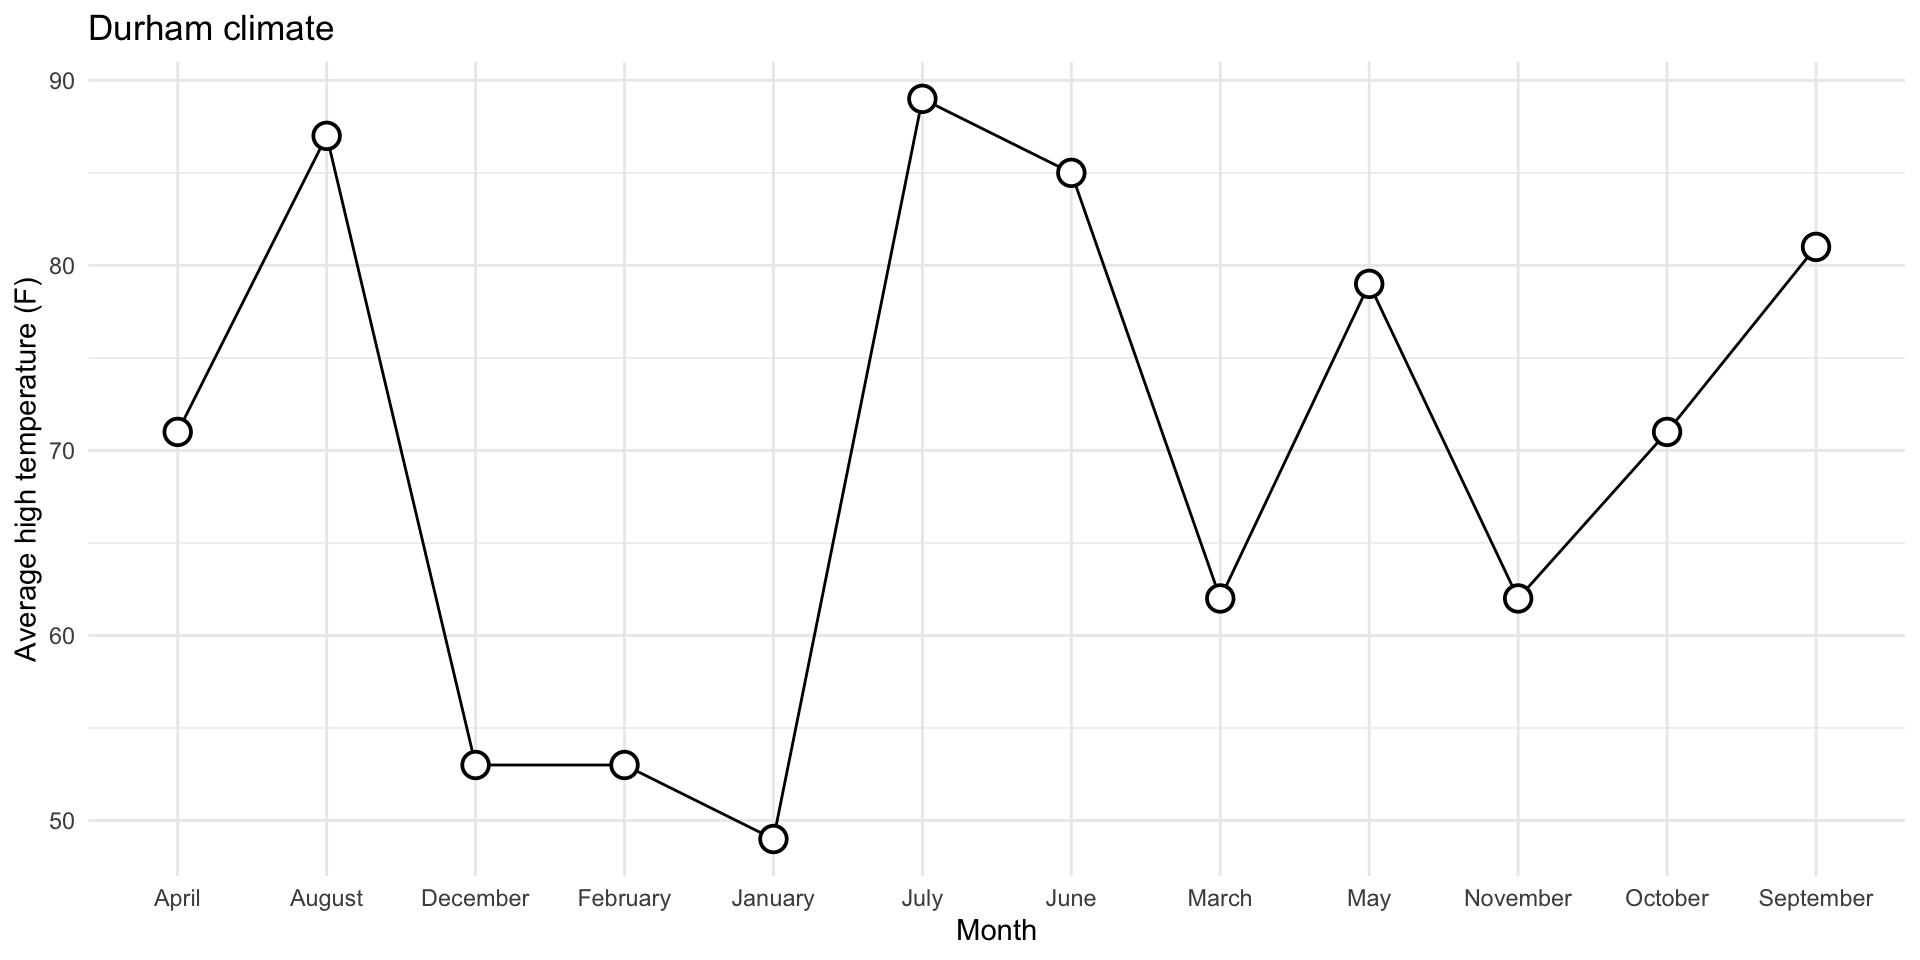 Durham climate
Average high temperature (F)
90
80
70
60
50
April August December February January July June March May November October September
Month